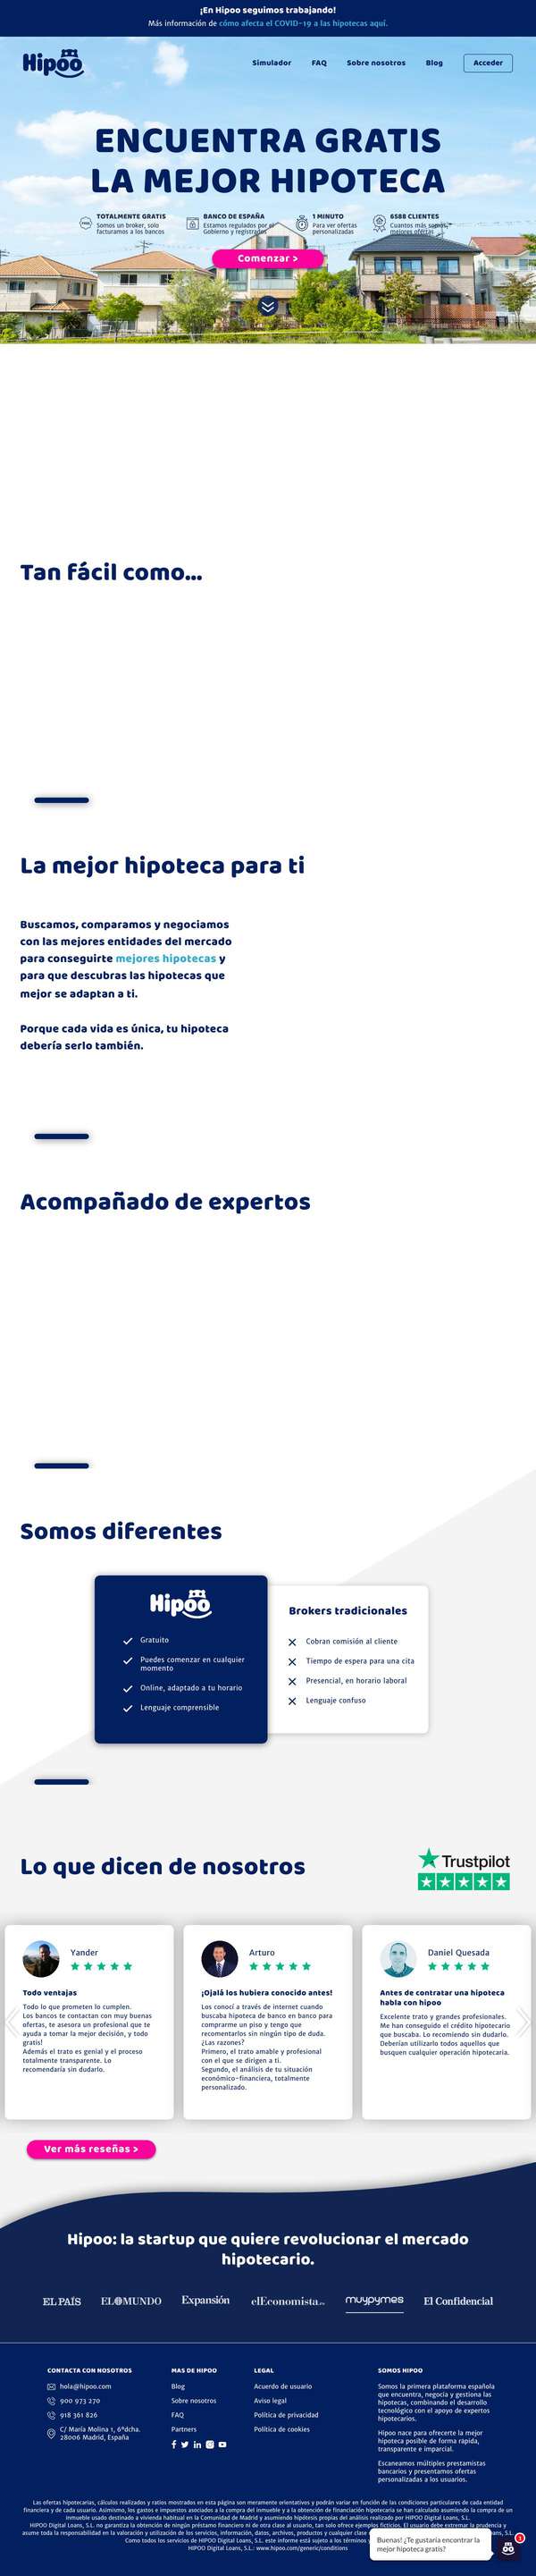 ¡En Hipoo seguimos trabajando!
Más información de cómo afecta el COVID-19 a las hipotecas aquí.
Hipoo
Simulador
FAQ
Sobre nosotros
Blog
Acceder
ENCUENTRA GRATIS
LA MEJOR HIPOTECA
TOTALMENTE GRATIS
Somos un broker, solo
facturamos a los bancos
BANCO DE ESPAÑA
Estamos regulados por el
Gobierno y registrados
1 MINUTO
Para ver ofertas
personalizadas
6588 CLIENTES
Cuantos más somos,
mejores ofertas
Comenzar >
Tan fácil como...
La mejor hipoteca para ti
Buscamos, comparamos y negociamos
con las mejores entidades del mercado
para conseguirte mejores hipotecas y
para que descubras las hipotecas que
mejor se adaptan a ti.
Porque cada vida es única, tu hipoteca
debería serlo también.
Acompañado de expertos
Somos diferentes
Hipoo
Gratuito
Puedes comenzar en cualquier
momento
Online, adaptado a tu horario
Lenguaje comprensible
Brokers tradicionales
Cobran comisión al cliente
Tiempo de espera para una cita
Presencial, en horario laboral
Lenguaje confuso
Lo que dicen de nosotros
Trustpilot
Yander
Todo ventajas
Todo lo que prometen lo cumplen.
Los bancos te contactan con muy buenas
ofertas, te asesora un profesional que te
ayuda a tomar la mejor decisión, y todo
gratis!
Además el trato es genial y el proceso
totalmente transparente. Lo
recomendaría sin dudarlo.
Arturo
¡Ojalá los hubiera conocido antes!
Los conocí a través de internet cuando
buscaba hipoteca de banco en banco para
comprarme un piso y tengo que
recomentarlos sin ningún tipo de duda.
¿Las razones?
Primero, el trato amable y profesional
con el que se dirigen a ti.
Segundo, el análisis de tu situación
económico-financiera, totalmente
personalizado.
Daniel Quesada
Antes de contratar una hipoteca
habla con hipoo
Excelente trato y grandes profesionales.
Me han conseguido el crédito hipotecario
que buscaba. Lo recomiendo sin dudarlo.
Deberían utilizarlo todos aquellos que
busquen cualquier operación hipotecaria.
Ver más reseñas >
Hipoo: la startup que quiere revolucionar el mercado
hipotecario.
EL PAÍS
EL MUNDO
Expansión
elEconomista.es
muypymes
El Confidencial
CONTACTA CON NOSOTROS
hola@hipoo.com
900 973 270
918 361 826
C/ María Molina 1, 6ºdcha.
28006 Madrid, España
MAS DE HIPOO
Blog
Sobre nosotros
FAQ
Partners
LEGAL
Acuerdo de usuario
Aviso legal
Política de privacidad
Política de cookies
SOMOS HIPOO
Somos la primera plataforma española
que encuentra, negocia y gestiona las
hipotecas, combinando el desarrollo
tecnológico con el apoyo de expertos
hipotecarios.
Hipoo nace para ofrecerte la mejor
hipoteca posible de forma rápida,
transparente e imparcial.
Escaneamos múltiples prestamistas
bancarios y presentamos ofertas
personalizadas a los usuarios.
Las ofertas hipotecarias, cálculos realizados y ratios mostrados en esta página son meramente orientativos y podrán variar en función de las condiciones particulares de cada entidad
financiera y de cada usuario. Asimismo, los gastos e impuestos asociados a la compra del inmueble y a la obtención de financiación hipotecaria se han calculado asumiendo la compra de un
inmueble usado destinado a vivienda habitual en la Comunidad de Madrid y asumiendo hipótesis propias del análisis realizado por HIPOO Digital Loans, S.L.
HIPOO Digital Loans, S.L. no garantiza la obtención de ningún préstamo financiero ni de otra clase al usuario, tan solo ofrece ejemplos ficticios. El usuario debe extremar la prudencia y
asume toda la responsabilidad en la valoración y utilización de los servicios, información, datos, archivos, productos y cualquier clase
Como todos los servicios de HIPOO Digital Loans, S.L. este informe está sujeto a los términos y
HIPOO Digital Loans, S.L.: www.hipoo.com/generic/conditions
Buenas! ¿Te gustaría encontrar la
mejor hipoteca gratis?
1